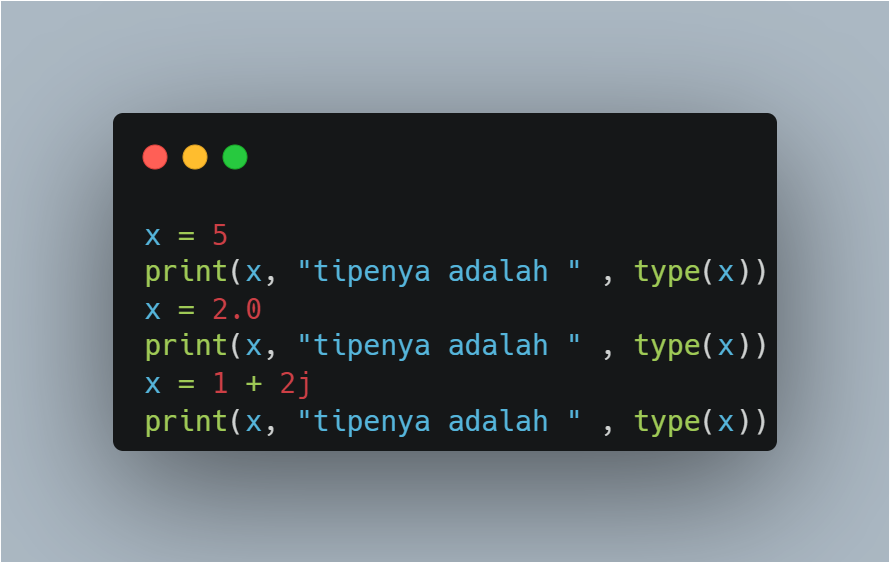 x = 5
print(x, "tipenya adalah " , type(x))
x = 2.0
print(x, "tipenya adalah " , type(x))
x = 1 + 2j
print(x, "tipenya adalah " , type(x))